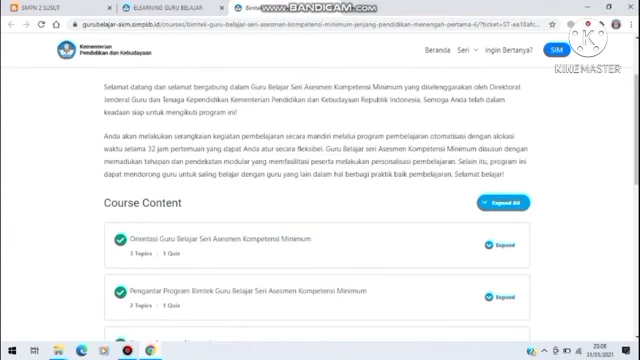 www.BANDICAM.com
SMPN 2 SUSUT
ELEARNING GURU BELAJAR
gurubelajar-akm.simpkb.id/courses/bimtek-guru-belajar-seri-asesmen-kompetensi-minimum-jenjang-pendidikan-menengah-pertama-6/?ticket=ST-ea18afc
Kementerian
Pendidikan dan Kebudayaan
Beranda Seri Ingin Bertanya? SIM
KINEMASTER
Selamat datang dan selamat bergabung dalam Guru Belajar Seri Asesmen Kompetensi Minimum yang diselenggarakan oleh Direktorat
Jenderal Guru dan Tenaga Kependidikan Kementerian Pendidikan dan Kebudayaan Republik Indonesia. Semoga Anda telah dalam
keadaan siap untuk mengikuti program ini!
Anda akan melakukan serangkaian kegiatan pembelajaran secara mandiri melalui program pembelajaran otomatisasi dengan alokasi
waktu selama 32 jam pertemuan yang dapat Anda atur secara fleksibel. Guru Belajar Seri Asesmen Kompetensi Minimum disusun dengan
memadukan tahapan dan pendekatan modular yang memfasilitasi peserta melakukan personalisasi pembelajaran. Selain itu, program ini
dapat mendorong guru untuk saling belajar dengan guru yang lain dalam hal berbagi praktik baik pembelajaran. Selamat belajar!
Course Content
Expand All
Orientasi Guru Belajar Seri Asesmen Kompetensi Minimum
3 Topics | 1 Quiz
Expand
Pengantar Program Bimtek Guru Belajar Seri Asesmen Kompetensi Minimum
2 Topics | 1 Quiz
Expand
23:08
31/01/2021